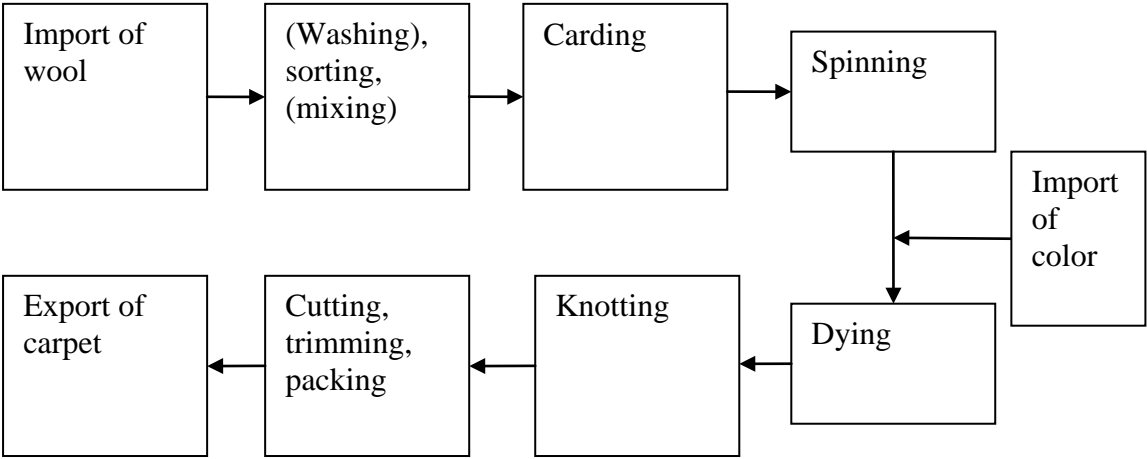 Import of
wool
(Washing),
sorting,
(mixing)
Carding
Spinning
Import
of
color
Dying
Knotting
Cutting,
trimming,
packing
Export of
carpet